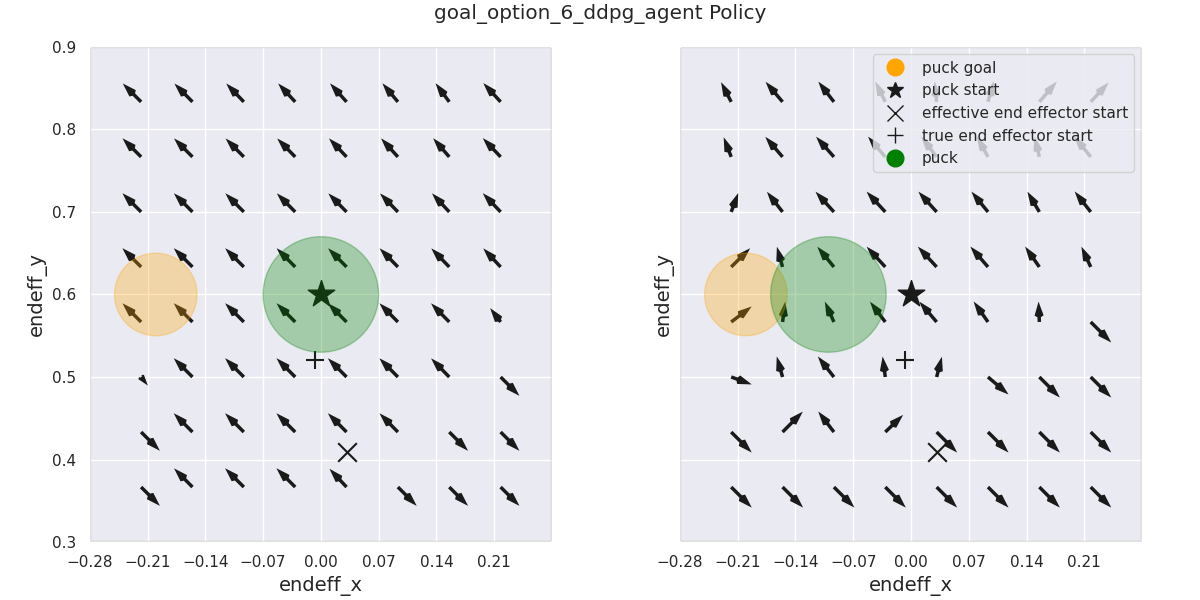 goal_option_6_ddpg_agent Policy
0.9
0.8
0.7
0.6
0.5
0.4
0.3
endeff_y
−0.28 −0.21 −0.14 −0.07 0.00 0.07 0.14 0.21
endeff_x
puck goal
puck start
effective end effector start
true end effector start
puck
endeff_y
−0.28 −0.21 −0.14 −0.07 0.00 0.07 0.14 0.21
endeff_x